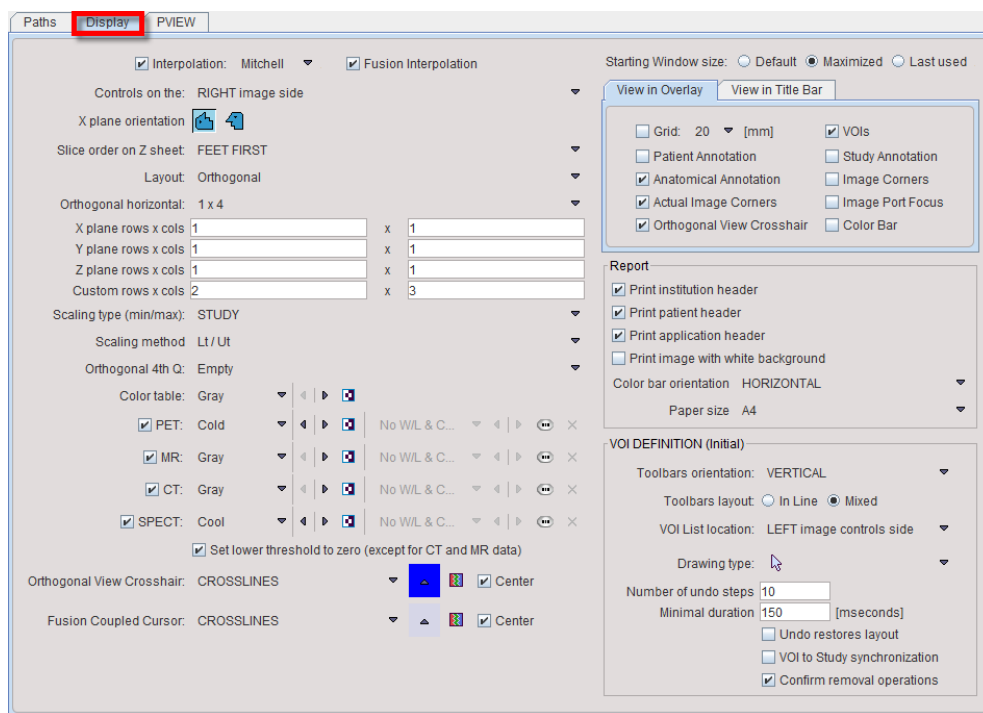 Paths Display PVIEW
Interpolation: Mitchell Fusion Interpolation
Controls on the: RIGHT image side
X plane orientation
Slice order on Z sheet: FEET FIRST
Layout: Orthogonal
Orthogonal horizontal: 1 x 4
X plane rows x cols 1 x 1
Y plane rows x cols 1 x 1
Z plane rows x cols 1 x 1
Custom rows x cols 2 x 3
Scaling type (min/max): STUDY
Scaling method Lt / Ut
Orthogonal 4th Q: Empty
Color table: Gray
PET: Cold No W/L & C...
MR: Gray No W/L & C...
CT: Gray No W/L & C...
SPECT: Cool No W/L & C...
Set lower threshold to zero (except for CT and MR data)
Orthogonal View Crosshair: CROSSLINES Center
Fusion Coupled Cursor: CROSSLINES Center
Starting Window size: Default Maximized Last used
View in Overlay View in Title Bar
Grid: 20 [mm] VOIs
Patient Annotation Study Annotation
Anatomical Annotation Image Corners
Actual Image Corners Image Port Focus
Orthogonal View Crosshair Color Bar
Report
Print institution header
Print patient header
Print application header
Print image with white background
Color bar orientation HORIZONTAL
Paper size A4
VOI DEFINITION (Initial)
Toolbars orientation: VERTICAL
Toolbars layout: In Line Mixed
VOI List location: LEFT image controls side
Drawing type:
Number of undo steps 10
Minimal duration 150 [mseconds]
Undo restores layout
VOI to Study synchronization
Confirm removal operations